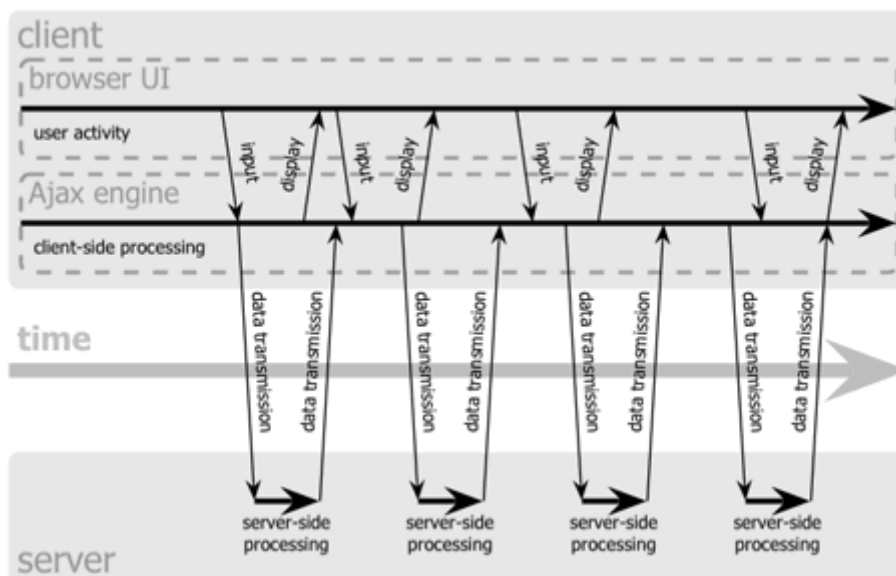 client
browser UI
user activity
input
display
input
display
input
display
input
display
Ajax engine
client-side processing
data transmission
data transmission
data transmission
data transmission
data transmission
data transmission
data transmission
data transmission
time
server-side
processing
server-side
processing
server-side
processing
server-side
processing
server